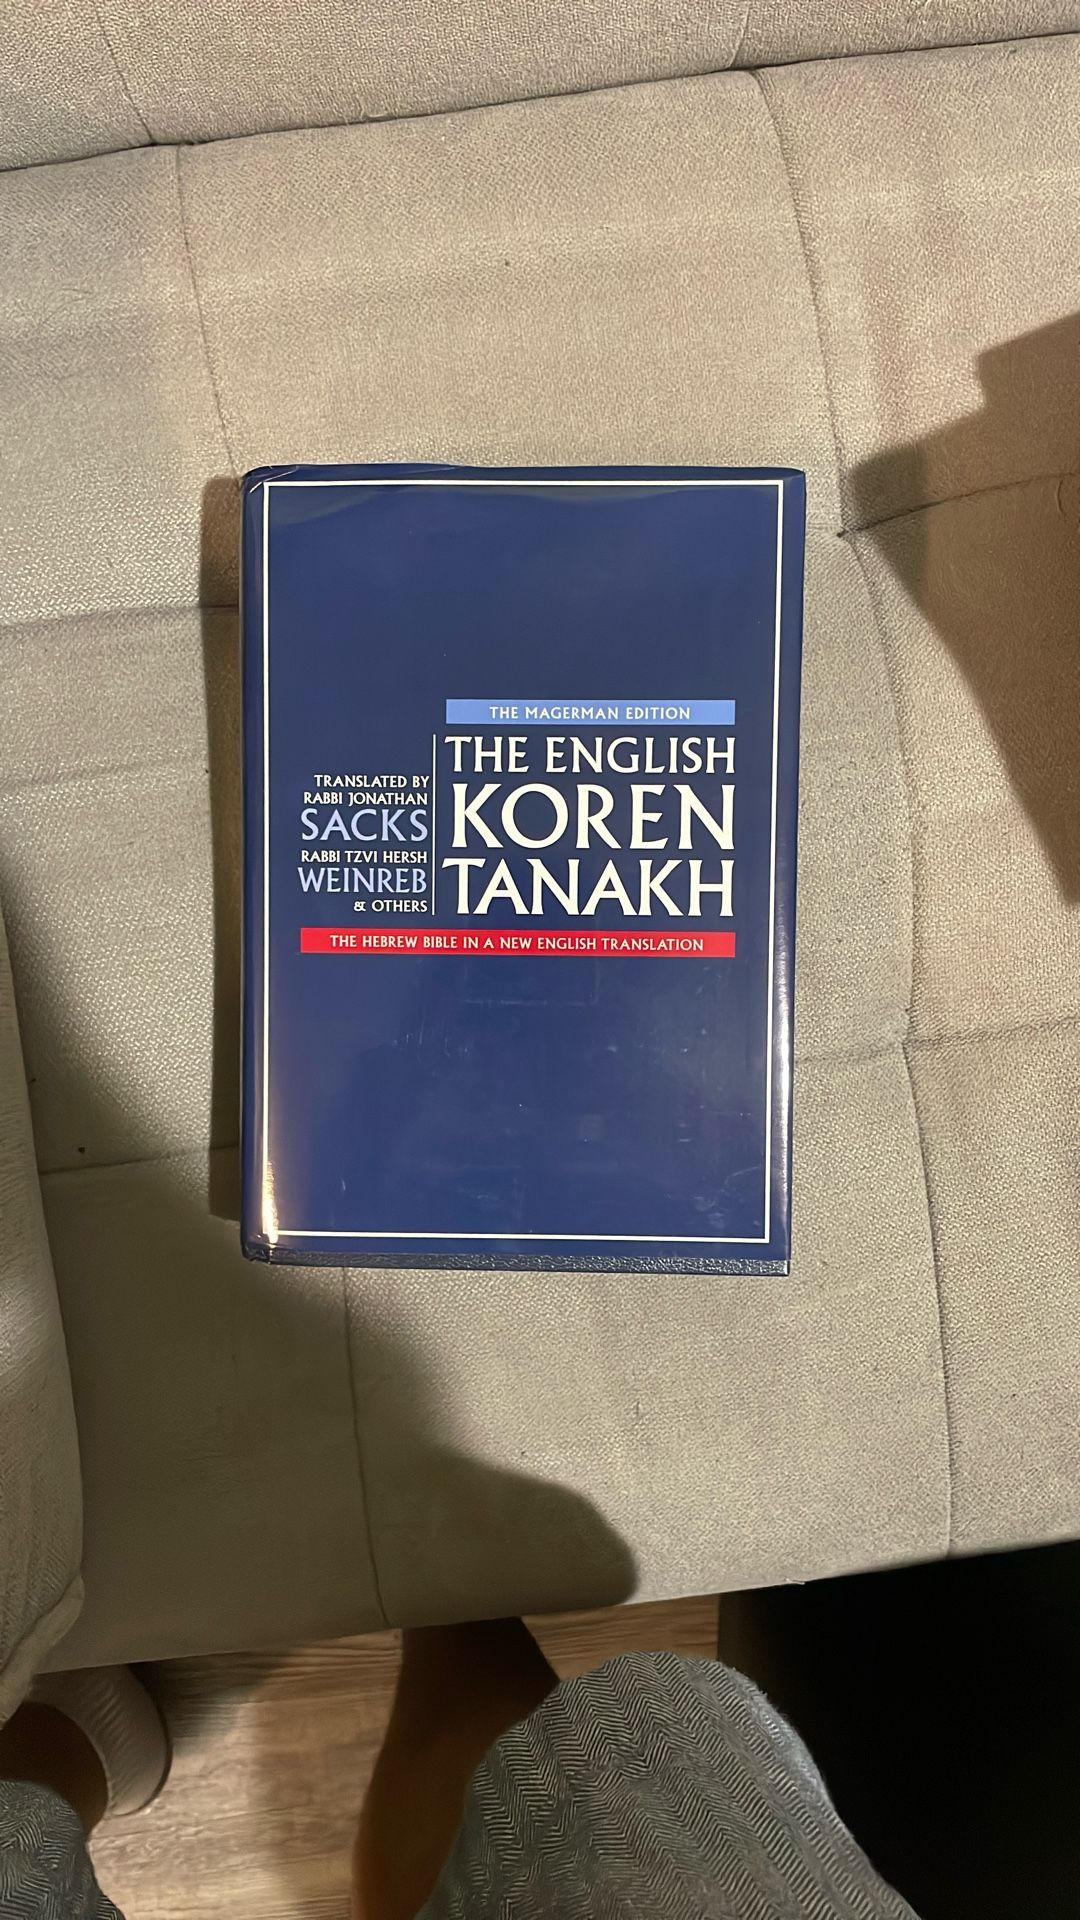 THE MAGERMAN EDITION
THE ENGLISH
KOREN
TANAKH
TRANSLATED BY
RABBI JONATHAN
SACKS
RABBI TZVI HERSH
WEINREB
& OTHERS
THE HEBREW BIBLE IN A NEW ENGLISH TRANSLATION